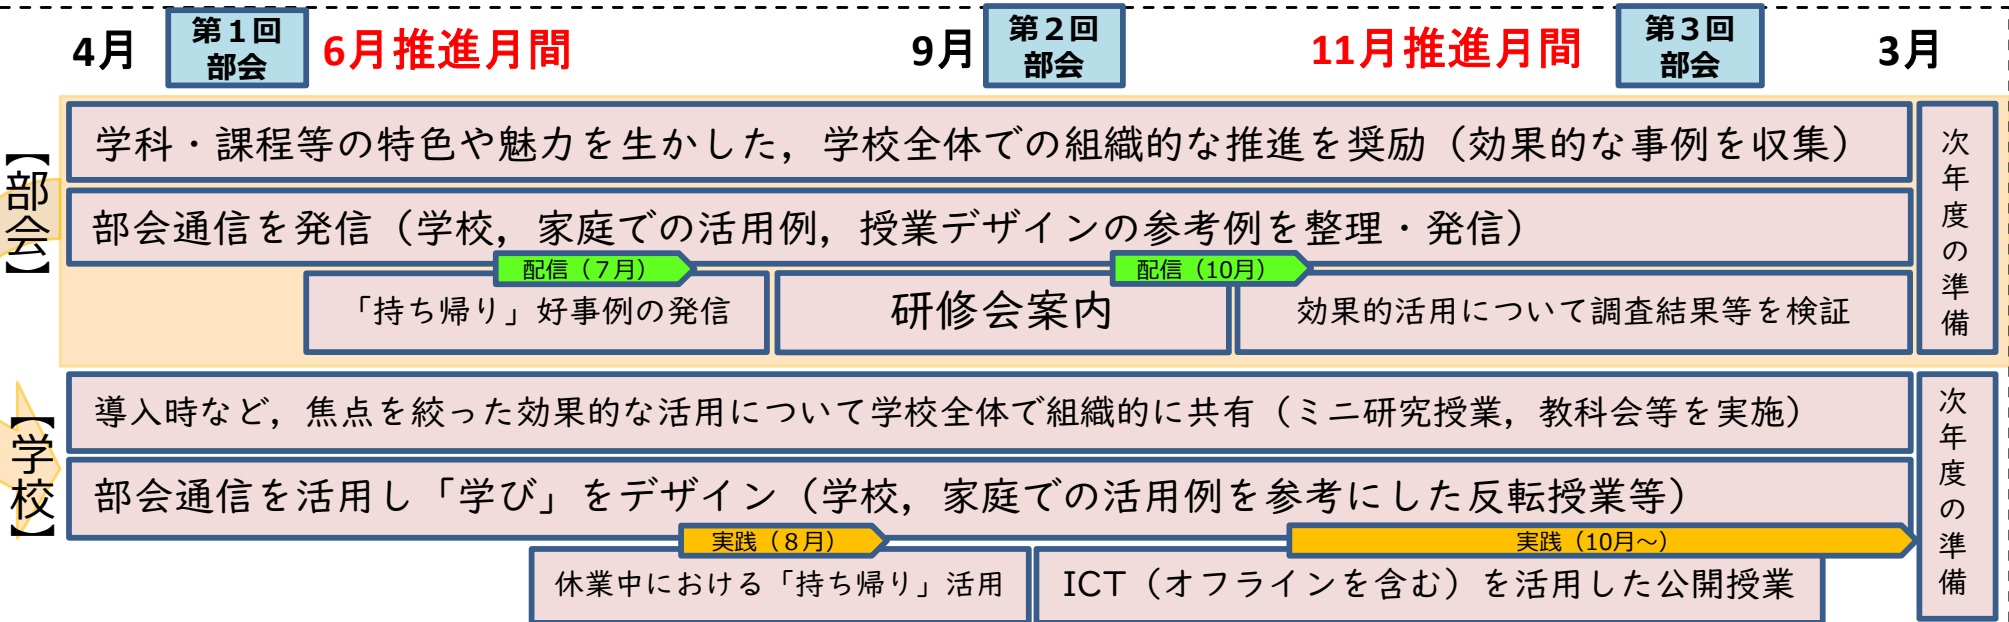 4月
第1回
部会
6月推進月間
9月
第2回
部会
11月推進月間
第3回
部会
3月
【部会】
学科・課程等の特色や魅力を生かした，学校全体での組織的な推進を奨励（効果的な事例を収集）
部会通信を発信（学校，家庭での活用例，授業デザインの参考例を整理・発信）
配信（７月）
配信（10月）
「持ち帰り」好事例の発信
研修会案内
効果的活用について調査結果等を検証
次年度の準備
【学校】
導入時など，焦点を絞った効果的な活用について学校全体で組織的に共有（ミニ研究授業，教科会等を実施）
部会通信を活用し「学び」をデザイン（学校，家庭での活用例を参考にした反転授業等）
実践（８月）
実践（10月～）
休業中における「持ち帰り」活用
ICT（オフラインを含む）を活用した公開授業
次年度の準備